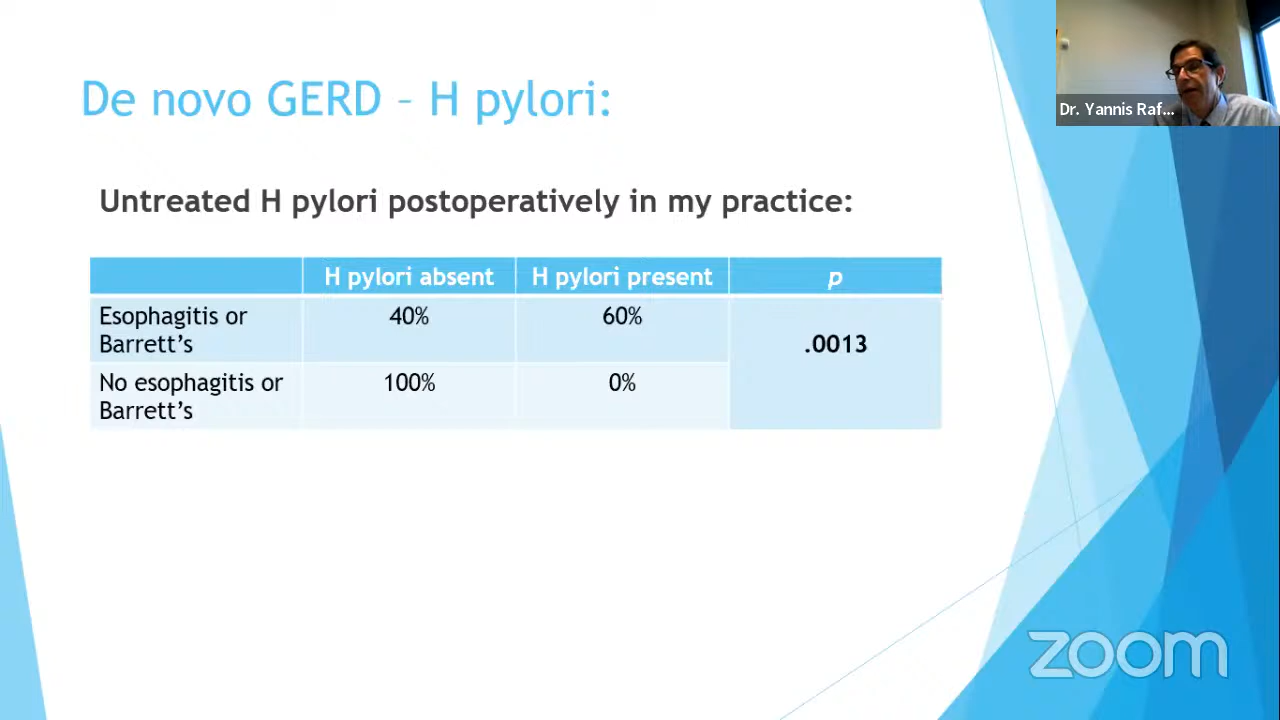 De novo GERD – H pylori:
Dr. Yannis Raf...
Untreated H pylori postoperatively in my practice:
H pylori absent H pylori present p
Esophagitis or 40% 60%
Barrett's .0013
No esophagitis or 100% 0%
Barrett's
zoom